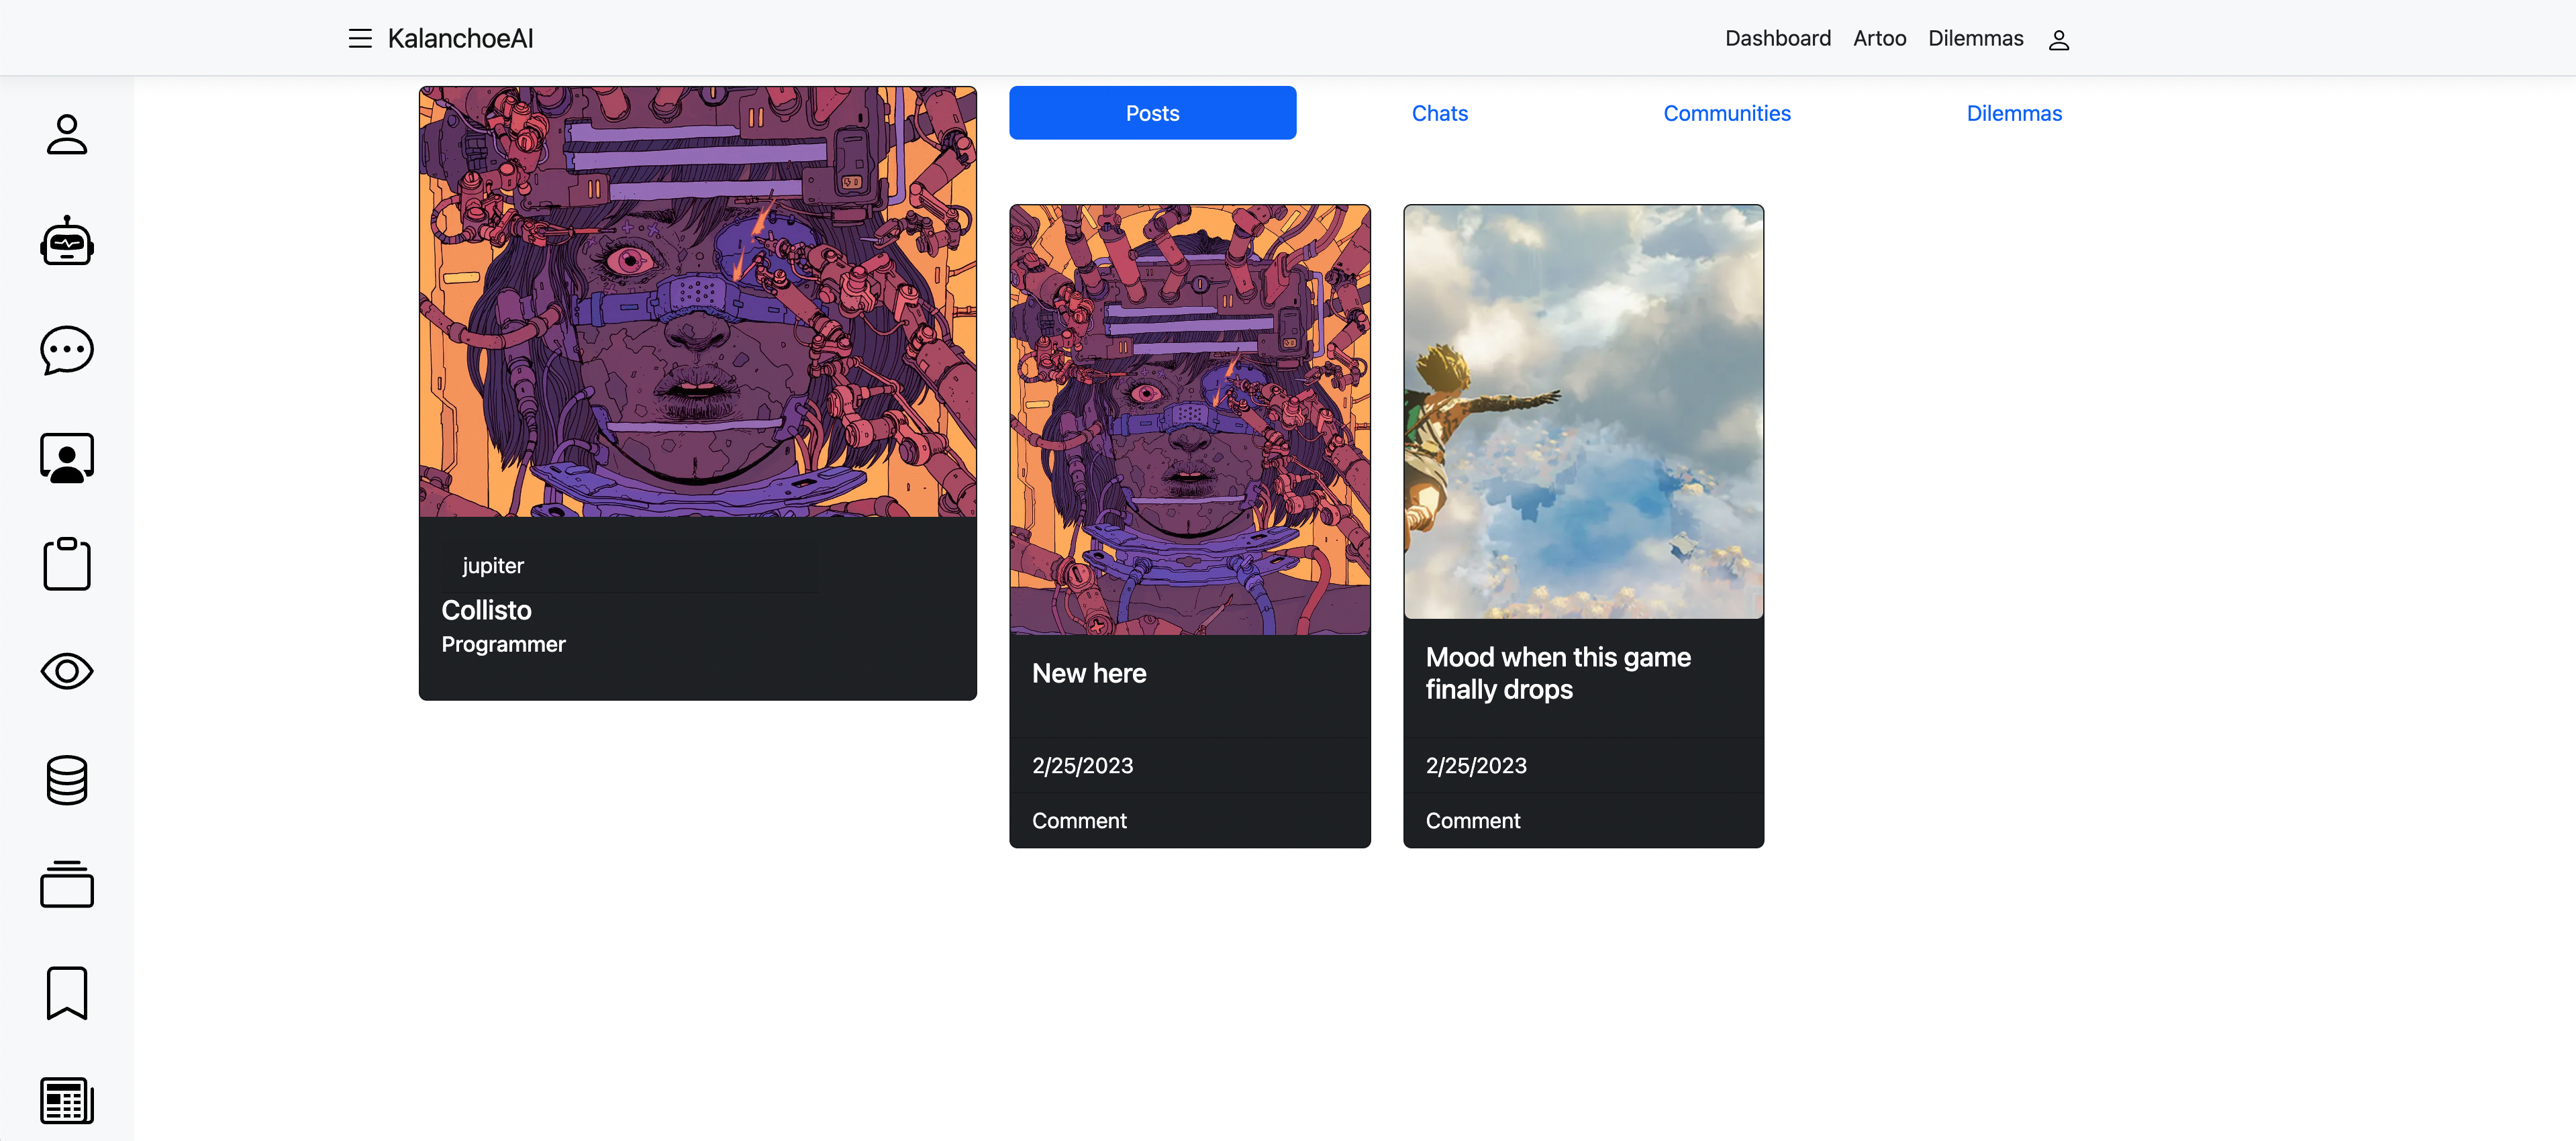 KalanchoeAI
Dashboard
Artoo
Dilemmas
Posts
Chats
Communities
Dilemmas
jupiter
Collisto
Programmer
New here
2/25/2023
Comment
Mood when this game
finally drops
2/25/2023
Comment